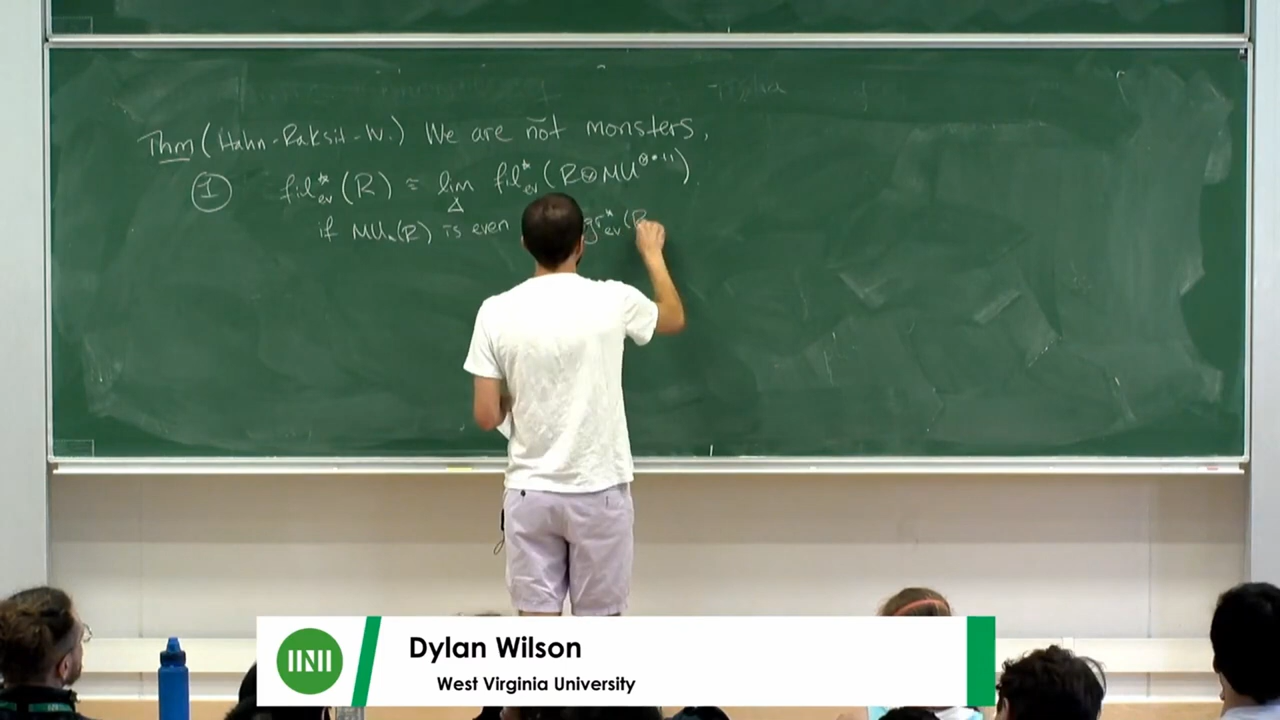 Thm (Hahn-Raksit-W.) We are not monsters,
① fil*ev (R) ≃ lim Δ fil*ev (R⊗MU^⊗•+1)
if MU*(R) is even gr*ev (R
Dylan Wilson
West Virginia University